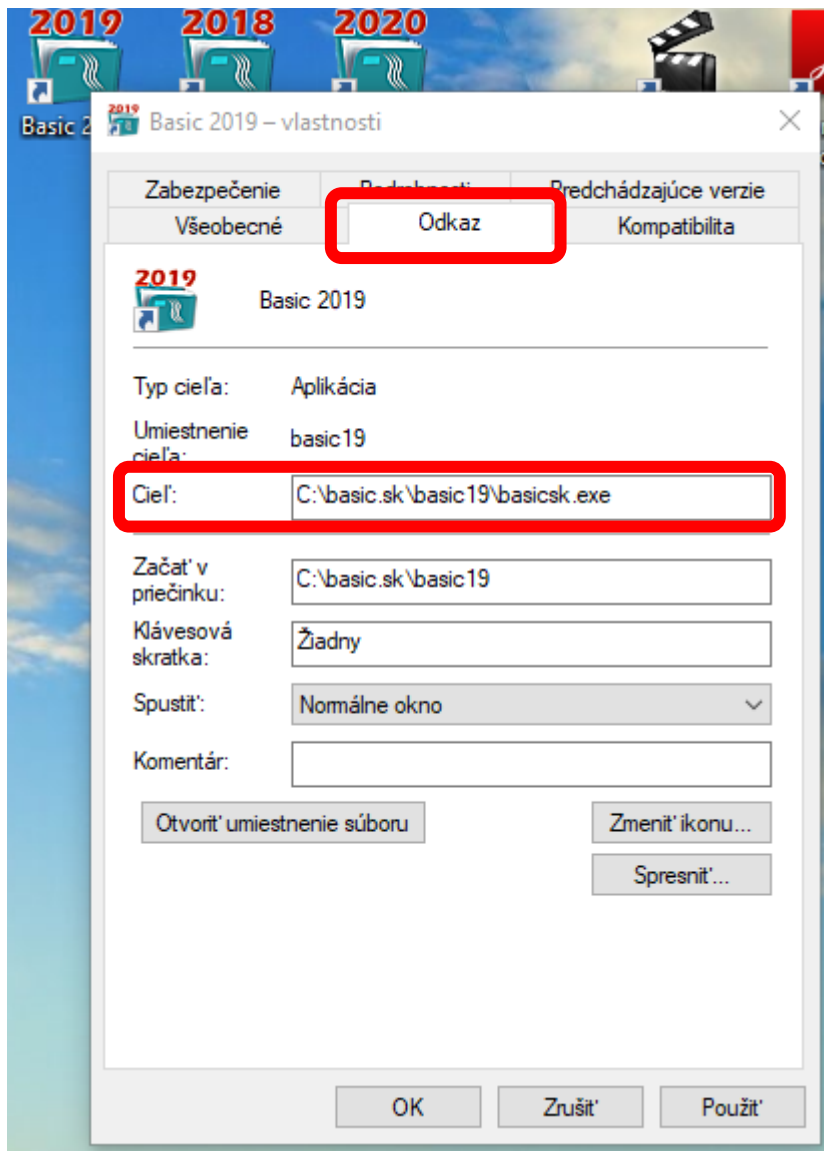 2019 2018 2020
Basic 2
2019 Basic 2019 – vlastnosti
Zabezpečenie Podrobnosti Predchádzajúce verzie
Všeobecné Odkaz Kompatibilita
2019
Basic 2019
Typ cieľa: Aplikácia
Umiestnenie
cieľa:
basic19
Cieľ: C:\basic.sk\basic19\basicsk.exe
Začať v
priečinku:
C:\basic.sk\basic19
Klávesová
skratka:
Žiadny
Spustiť: Normálne okno
Komentár:
Otvoriť umiestnenie súboru Zmeniť ikonu...
Spresniť...
OK Zrušiť Použiť